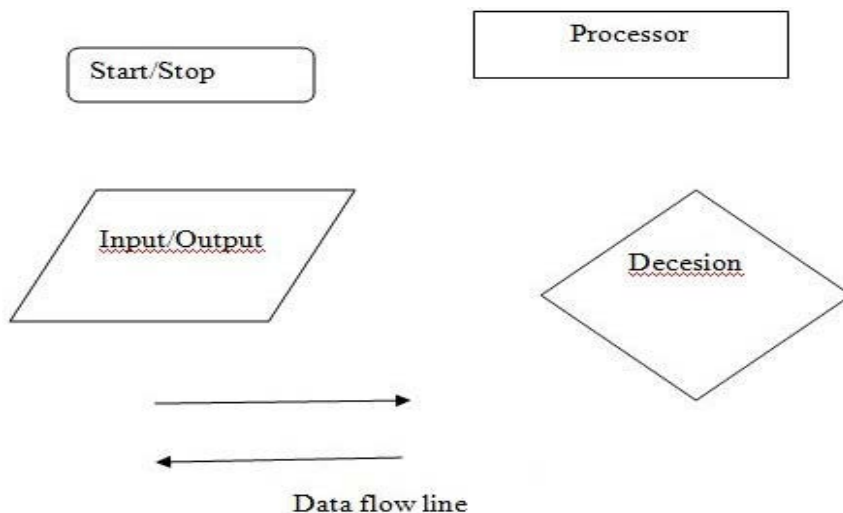 Start/Stop
Processor
Input/Output
Decesion
Data flow line